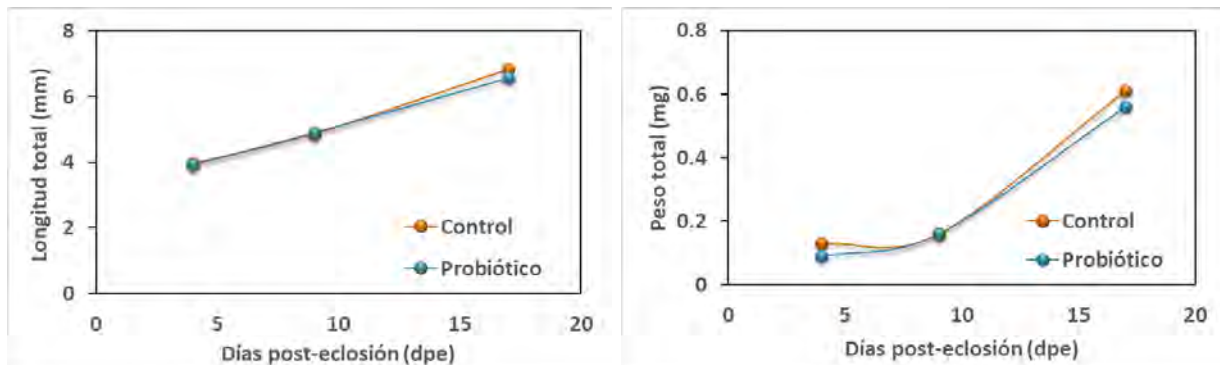 Longitud total (mm)
8
6
4
2
0
0 5 10 15 20
Días post-eclosión (dpe)
Control
Probiótico
Peso total (mg)
0.8
0.6
0.4
0.2
0
0 5 10 15 20
Días post-eclosión (dpe)
Control
Probiótico